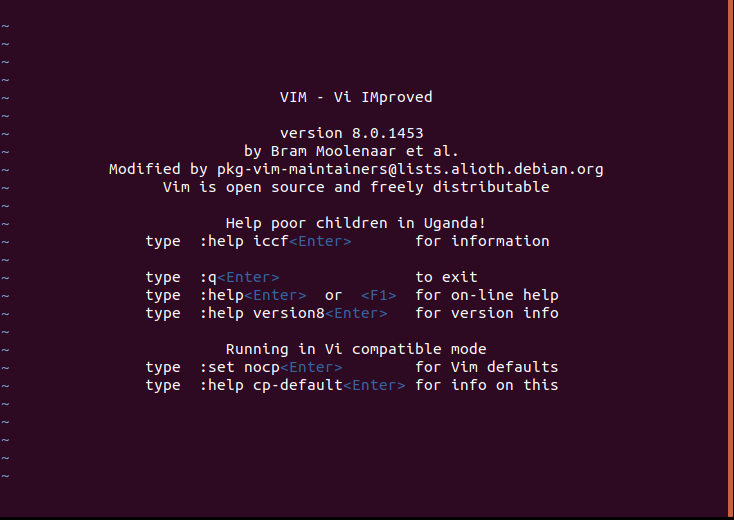 ~
~
~
~
~ VIM - Vi IMproved
~
~ version 8.0.1453
~ by Bram Moolenaar et al.
~ Modified by pkg-vim-maintainers@lists.alioth.debian.org
~ Vim is open source and freely distributable
~
~ Help poor children in Uganda!
~ type :help iccf<Enter> for information
~
~ type :q<Enter> to exit
~ type :help<Enter> or <F1> for on-line help
~ type :help version8<Enter> for version info
~
~ Running in Vi compatible mode
~ type :set nocp<Enter> for Vim defaults
~ type :help cp-default<Enter> for info on this
~
~
~
~
~